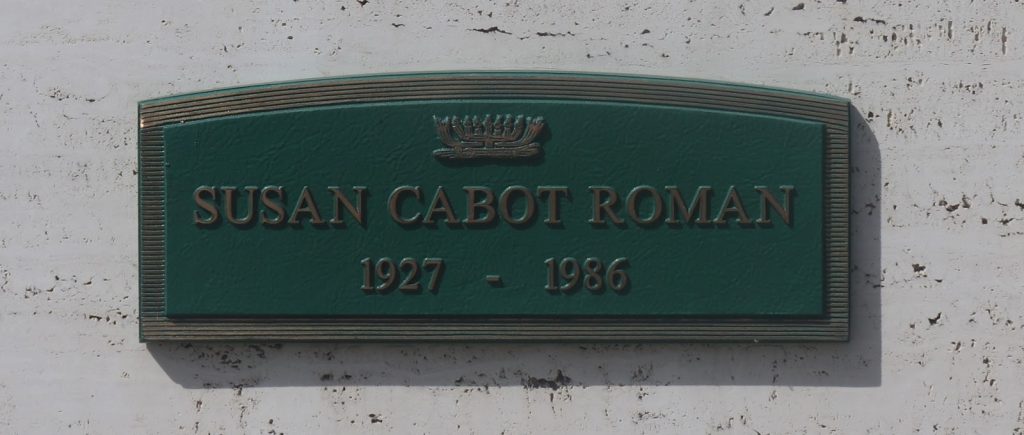 SUSAN CABOT ROMAN
1927 - 1986